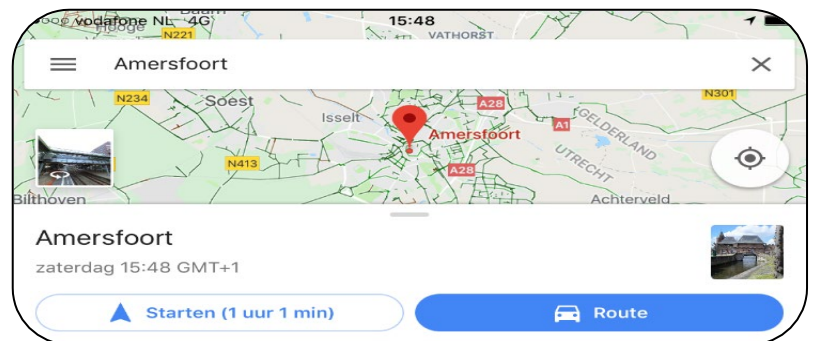 vodafone NL 4G 15:48
Hooge
N221
VATHORST
Amersfoort
N234
Soest
A28
N301
Isselt
Amersfoort
A1
GELDERLAND
UTRECHT
N413
A28
Bilthoven
Achterveld
Amersfoort
zaterdag 15:48 GMT+1
Starten (1 uur 1 min)
Route